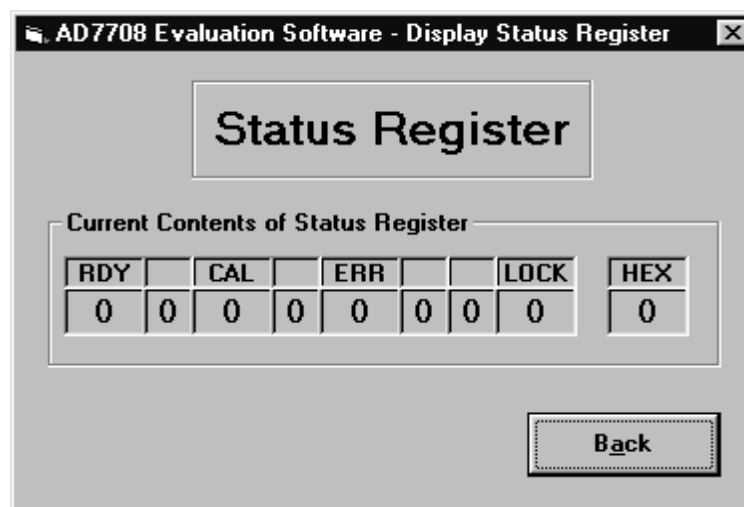 AD7708 Evaluation Software - Display Status Register
Status Register
Current Contents of Status Register
RDY CAL ERR LOCK HEX
0 0 0 0 0 0 0 0 0
Back